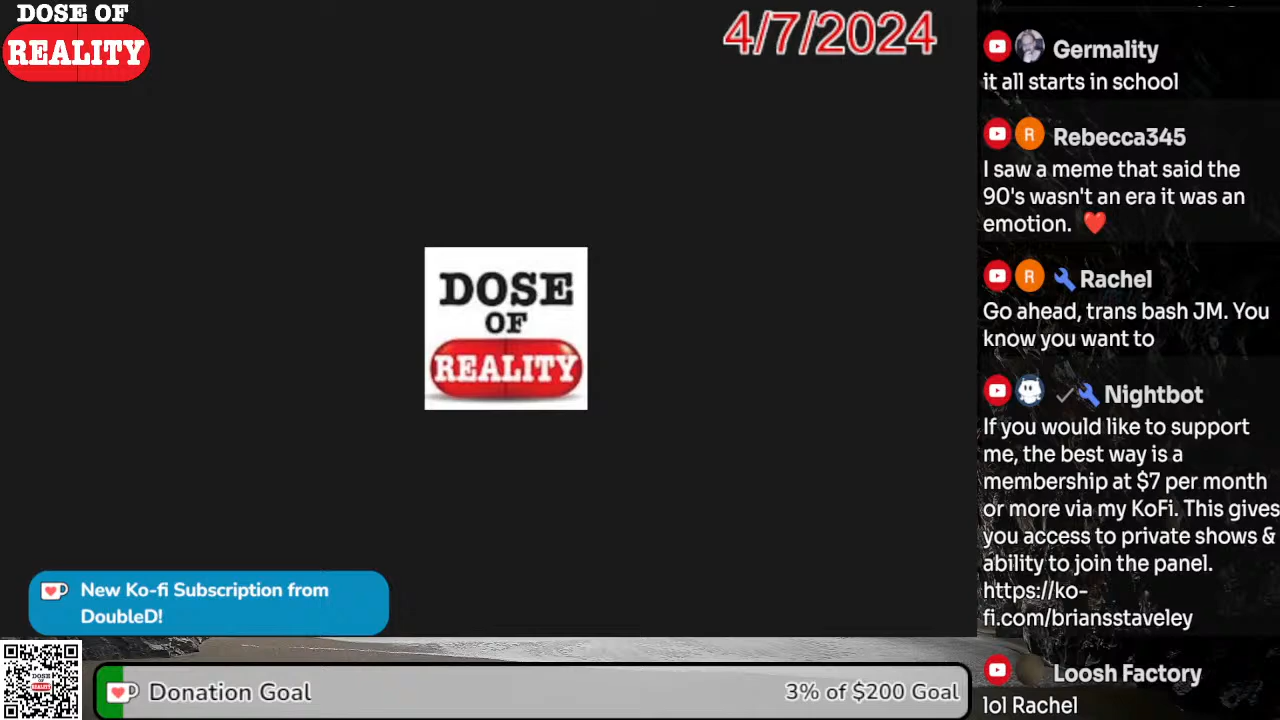 DOSE OF
REALITY
4/7/2024
DOSE
OF
REALITY
New Ko-fi Subscription from
DoubleD!
DOSE
OF
REALITY
Donation Goal
3% of $200 Goal
Germality
it all starts in school
R Rebecca345
I saw a meme that said the
90's wasn't an era it was an
emotion. ❤️
R Rachel
Go ahead, trans bash JM. You
know you want to
Nightbot
If you would like to support
me, the best way is a
membership at $7 per month
or more via my KoFi. This gives
you access to private shows &
ability to join the panel.
https://ko-
fi.com/briansstaveley
Loosh Factory
lol Rachel